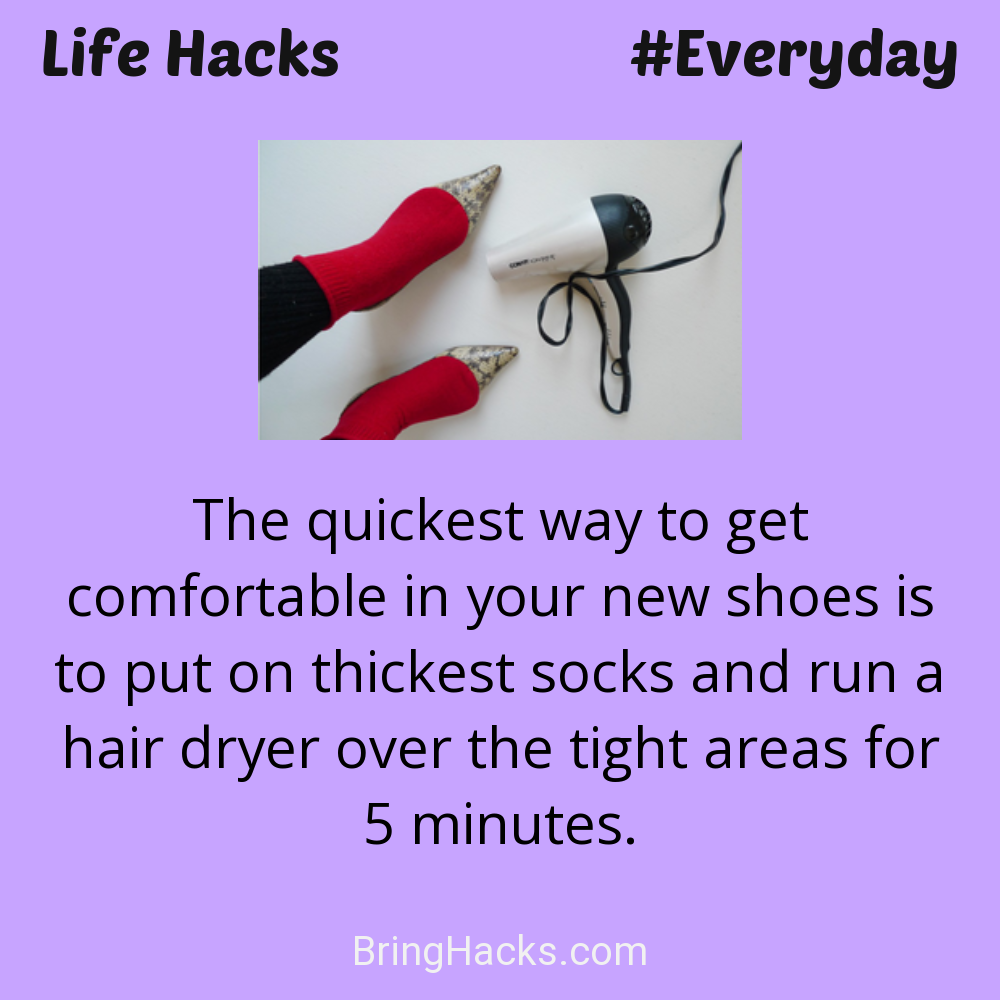 Life Hacks
#Everyday
The quickest way to get
comfortable in your new shoes is
to put on thickest socks and run a
hair dryer over the tight areas for
5 minutes.
BringHacks.com